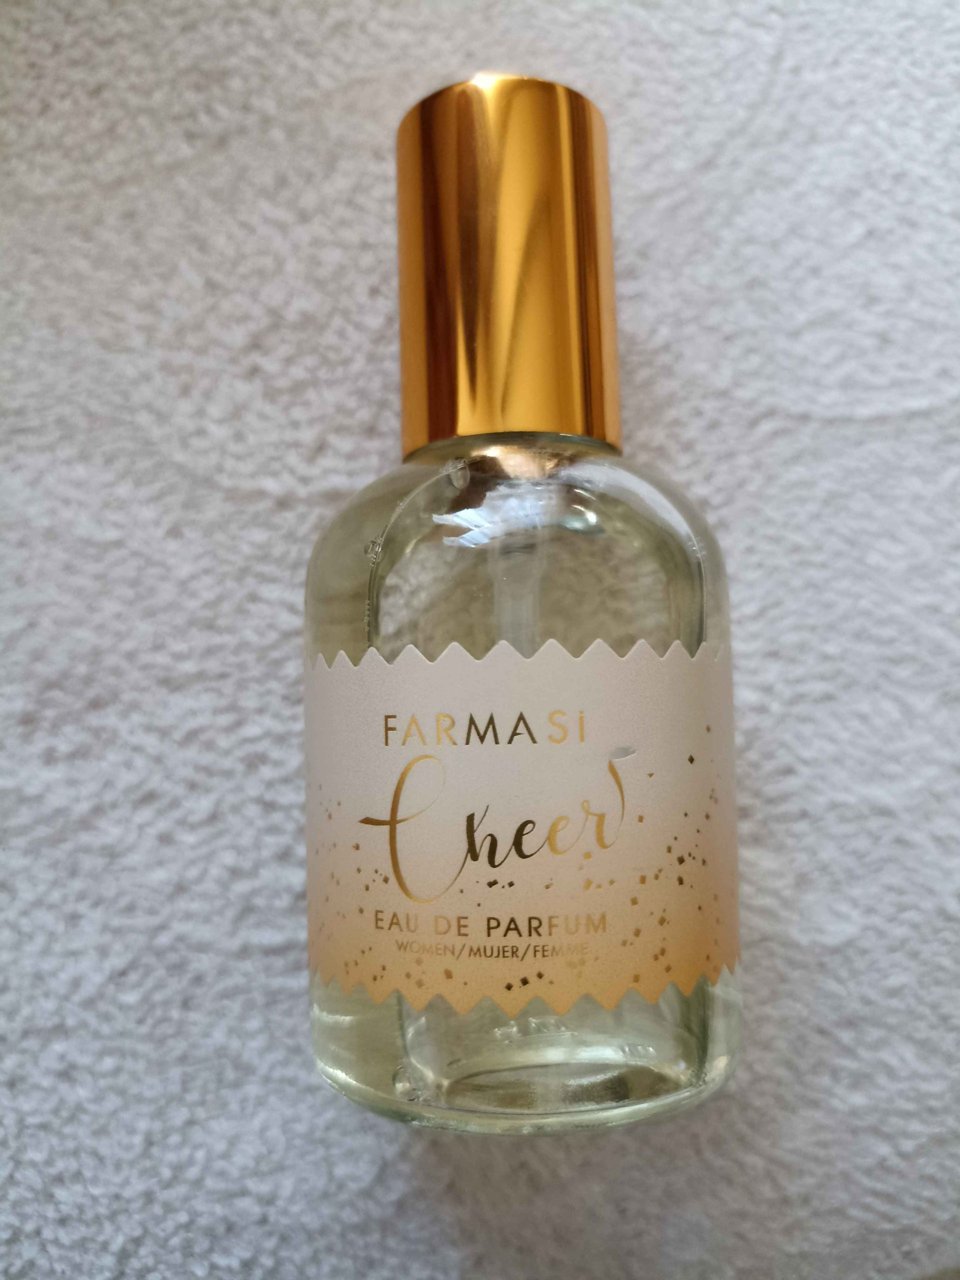 FARMASi
Cheer
EAU DE PARFUM
WOMEN/MUJER/FEMME